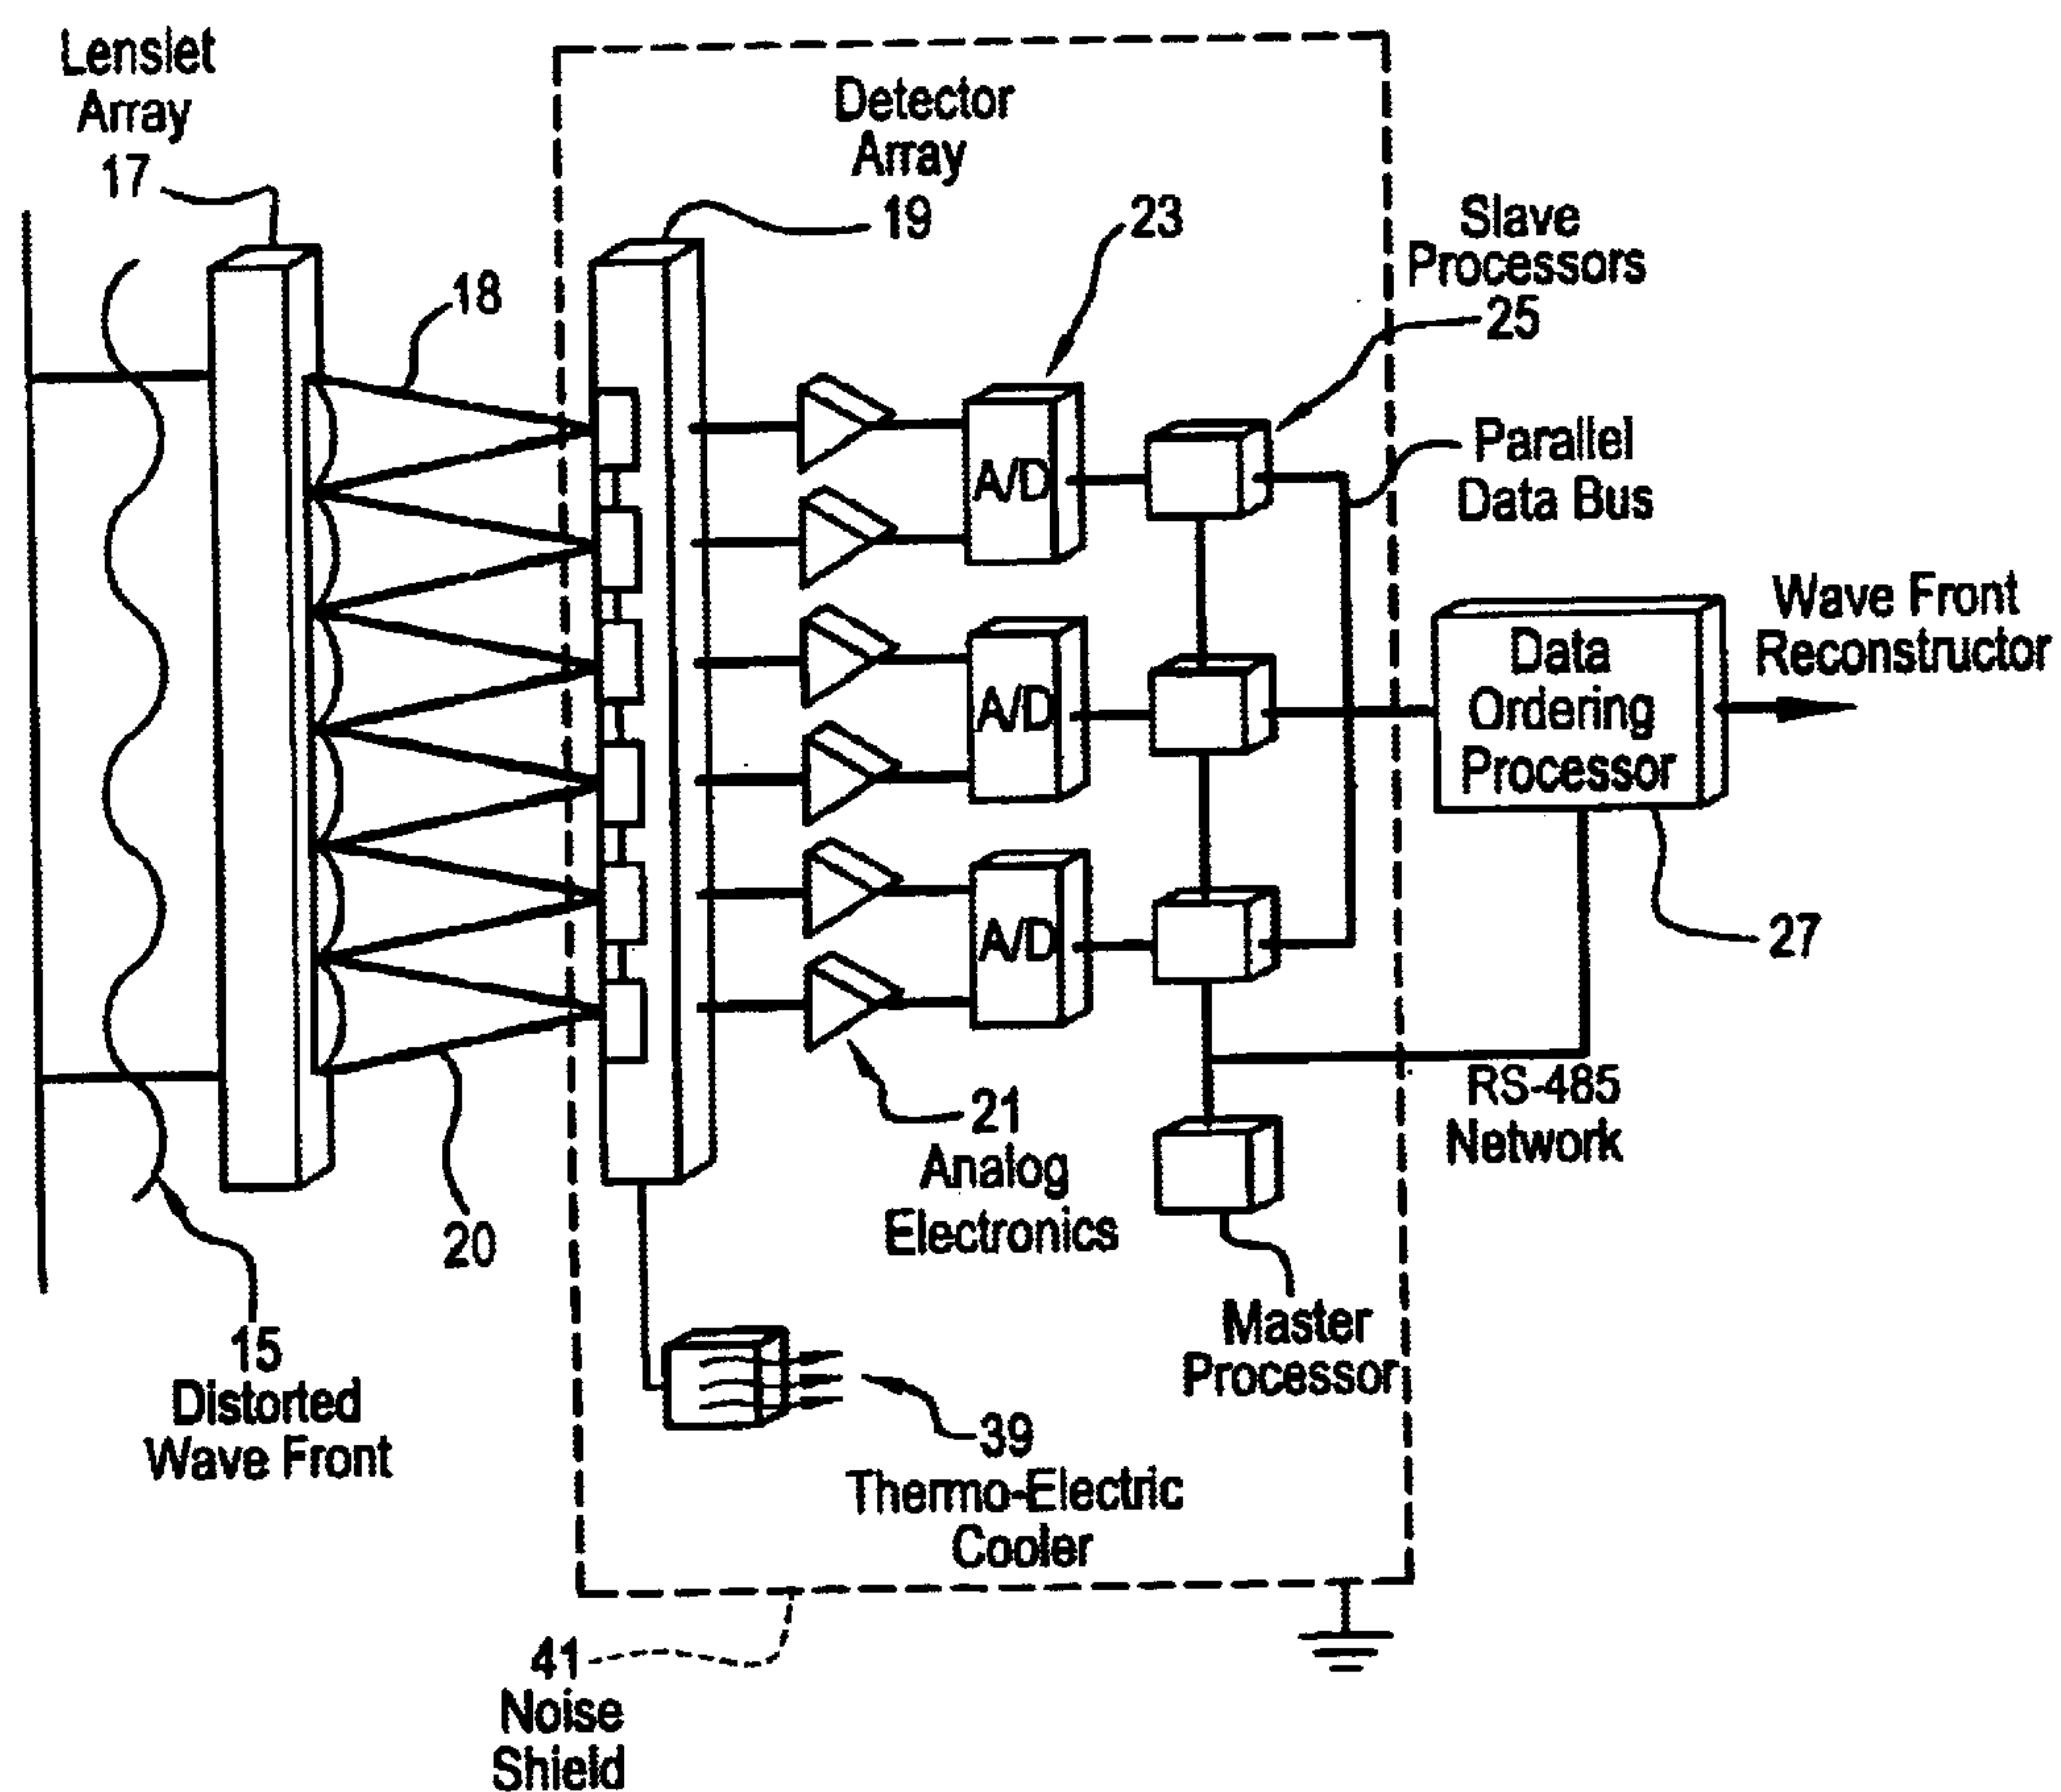 Lenslet
Array
17
Detector
Array
19
18
23
Slave
Processors
25
Parallel
Data Bus
A/D
A/D
A/D
Data
Ordering
Processor
Wave Front
Reconstructor
27
RS-485
Network
21
Analog
Electronics
20
15
Distorted
Wave Front
Master
Processor
39
Thermo-Electric
Cooler
41
Noise
Shield